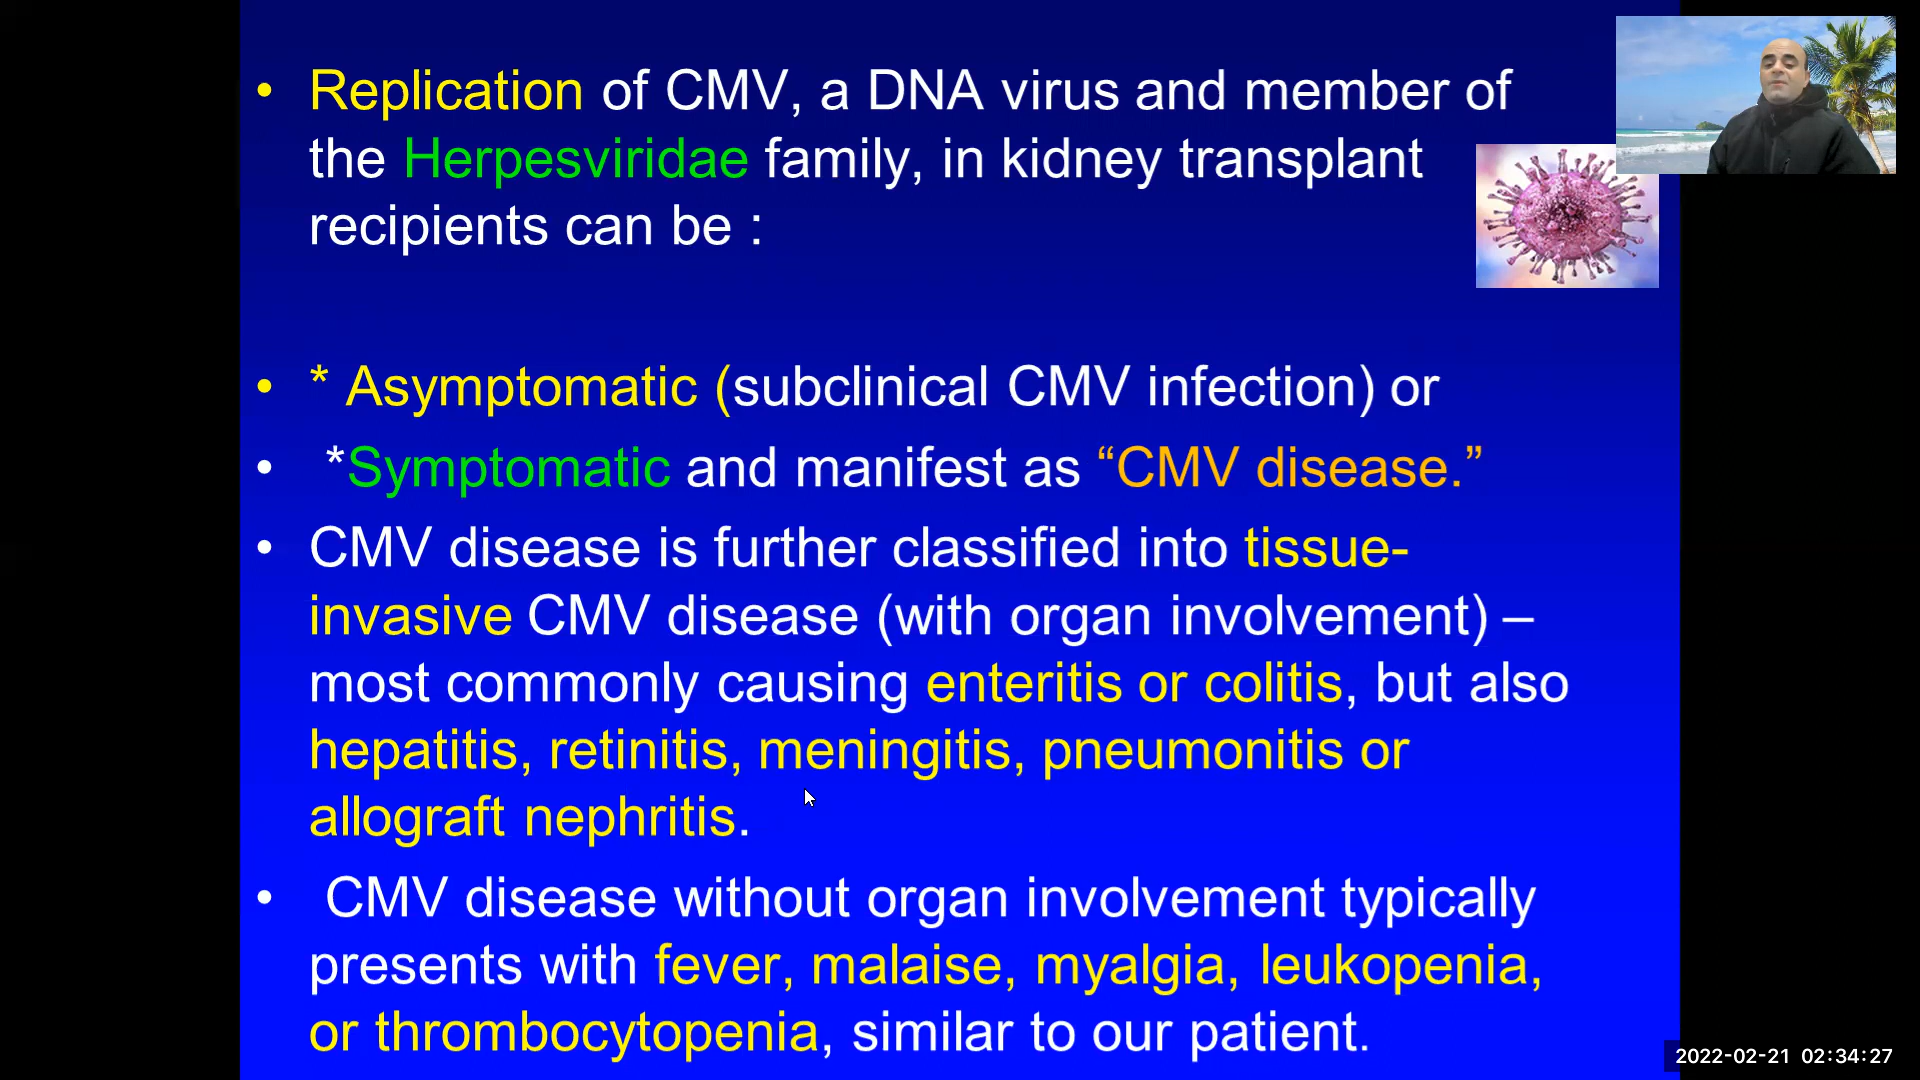 • Replication of CMV, a DNA virus and member of
the Herpesviridae family, in kidney transplant
recipients can be :
• * Asymptomatic (subclinical CMV infection) or
• *Symptomatic and manifest as “CMV disease.”
• CMV disease is further classified into tissue-
invasive CMV disease (with organ involvement) –
most commonly causing enteritis or colitis, but also
hepatitis, retinitis, meningitis, pneumonitis or
allograft nephritis.
• CMV disease without organ involvement typically
presents with fever, malaise, myalgia, leukopenia,
or thrombocytopenia, similar to our patient.
2022-02-21 02:34:27